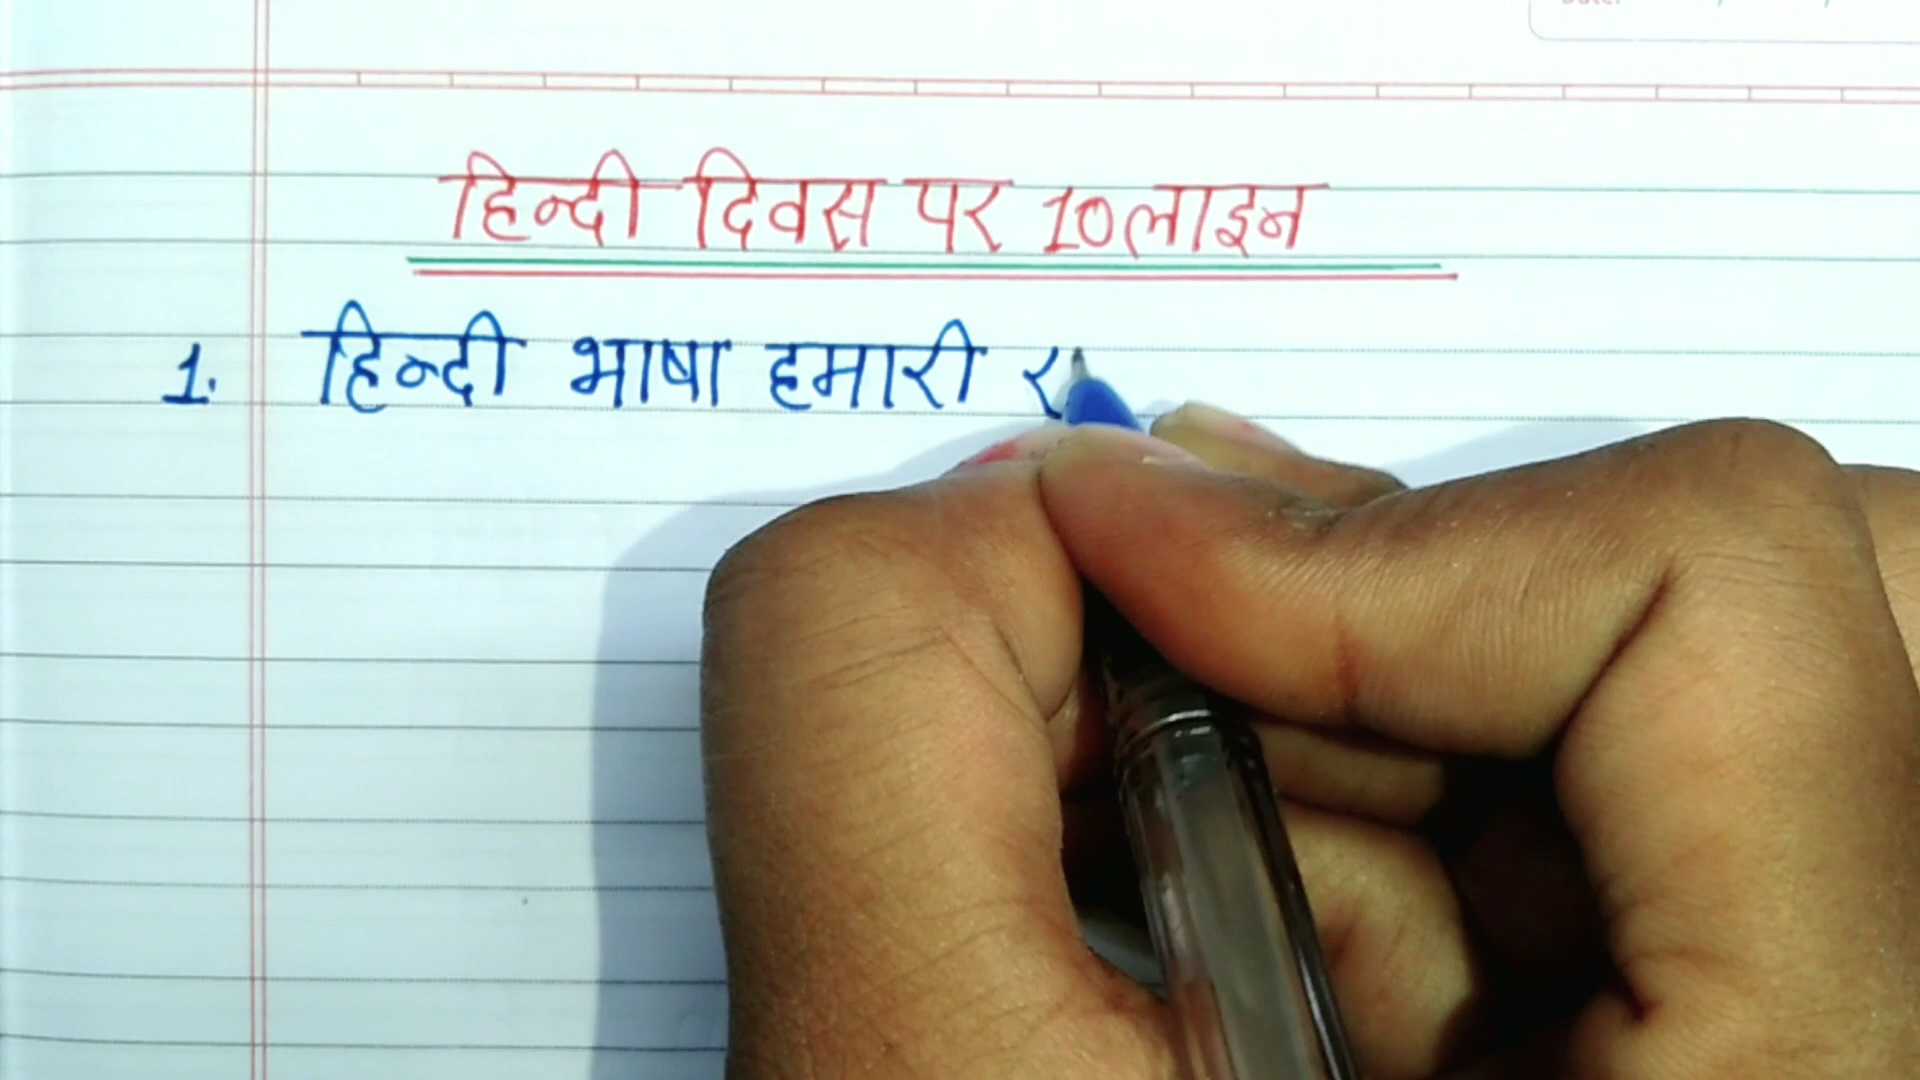 हिन्दी दिवस पर 10 लाइन
1. हिन्दी भाषा हमारी र